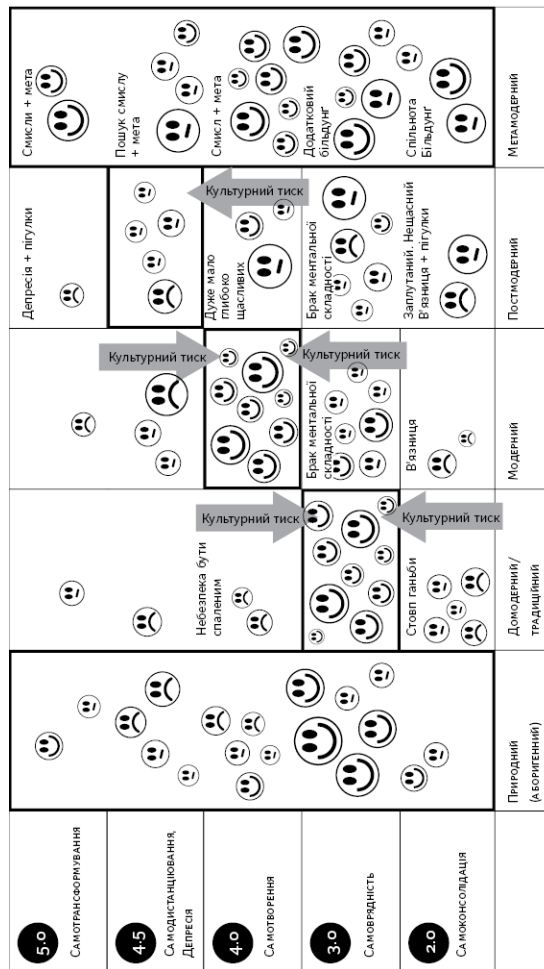 5.0
САМОТРАНСФОРМУВАННЯ
Депресія + пігулки
Смисли + мета
4.5
САМОДИСТАНЦІЮВАННЯ,
ДЕПРЕСІЯ
Культурний тиск
Пошук смислу
+ мета
Культурний тиск
4.0
САМОТВОРЕННЯ
Небезпека бути
спаленим
Дуже мало
глибоко
щасливих
Смисл + мета
Культурний тиск
Культурний тиск
3.0
САМОВРЯДНІСТЬ
Брак ментальної
складності
Брак ментальної
складності
Додатковий
більдунґ
Культурний тиск
2.0
САМОКОНСОЛІДАЦІЯ
Стовп ганьби
В'язниця
Заплутаний. Нещасний
В'язниця + пігулки
Спільнота
Більдунґ
ПРИРОДНИЙ
(АБОРИГЕННИЙ)
ДОМОДЕРНИЙ/
ТРАДИЦІЙНИЙ
МОДЕРНИЙ
ПОСТМОДЕРНИЙ
МЕТАМОДЕРНИЙ